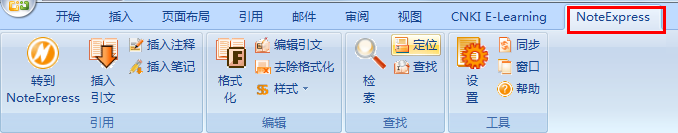 开始 插入 页面布局 引用 邮件 审阅 视图 CNKI E-Learning NoteExpress
转到
NoteExpress
插入
引文
插入注释
插入笔记
引用
格式
化
编辑引文
去除格式化
样式
编辑
检
索
定位
查找
查找
设
置
同步
窗口
帮助
工具